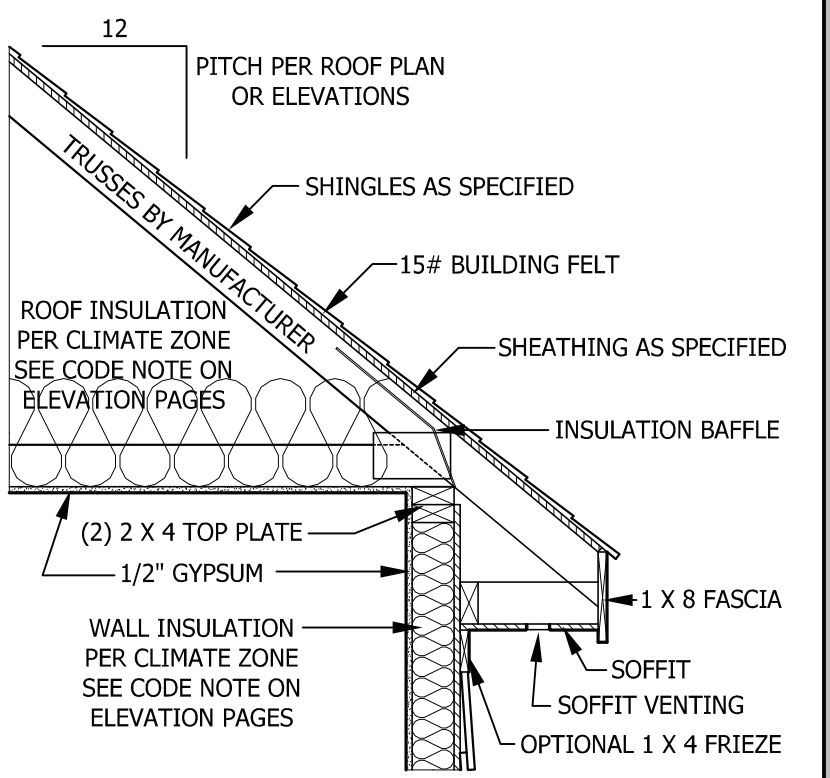 12
PITCH PER ROOF PLAN
OR ELEVATIONS
TRUSSES BY MANUFACTURER
SHINGLES AS SPECIFIED
15# BUILDING FELT
ROOF INSULATION
PER CLIMATE ZONE
SEE CODE NOTE ON
ELEVATION PAGES
SHEATHING AS SPECIFIED
INSULATION BAFFLE
(2) 2 X 4 TOP PLATE
1/2" GYPSUM
1 X 8 FASCIA
WALL INSULATION
PER CLIMATE ZONE
SEE CODE NOTE ON
ELEVATION PAGES
SOFFIT
SOFFIT VENTING
OPTIONAL 1 X 4 FRIEZE